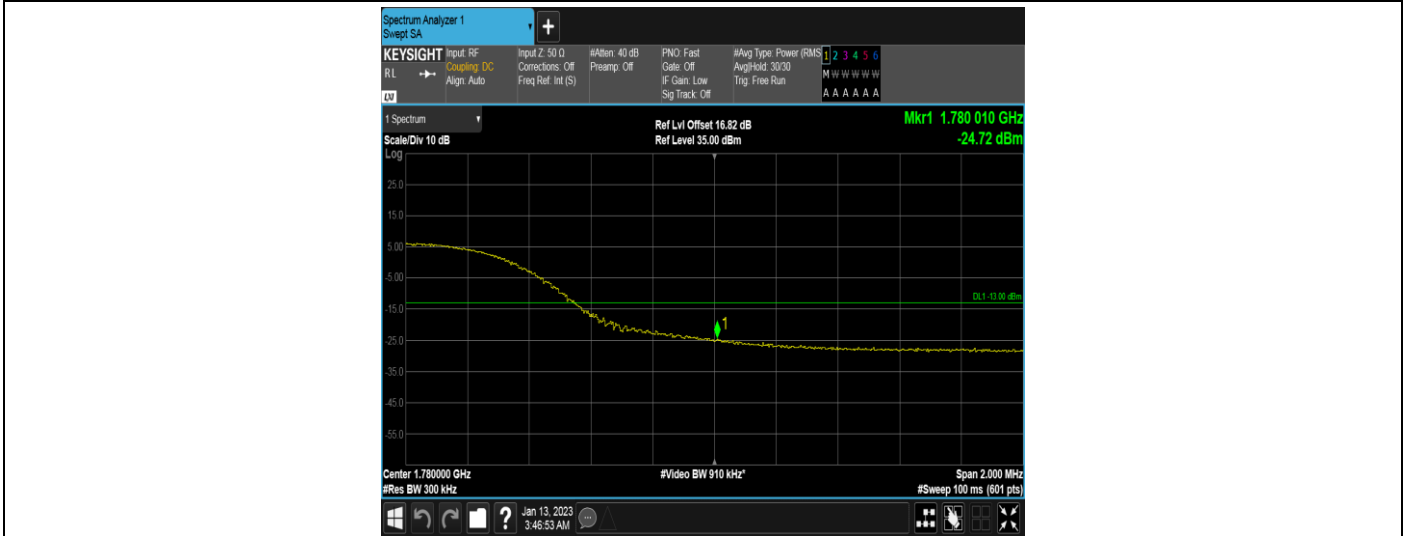 Spectrum Analyzer 1
Swept SA
+
KEYSIGHT
RL
LXI
Input: RF
Coupling: DC
Align: Auto
Input Z: 50 Ω
Corrections: Off
Freq Ref: Int (S)
#Atten: 40 dB
Preamp: Off
PNO: Fast
Gate: Off
IF Gain: Low
Sig Track: Off
#Avg Type: Power (RMS
Avg|Hold: 30/30
Trig: Free Run
1 2 3 4 5 6
M W W W W W
A A A A A A
1 Spectrum
Scale/Div 10 dB
Log
Ref Lvl Offset 16.82 dB
Ref Level 35.00 dBm
Mkr1 1.780 010 GHz
-24.72 dBm
25.0
15.0
5.00
-5.00
DL1 -13.00 dBm
-15.0
1
-25.0
-35.0
-45.0
-55.0
Center 1.780000 GHz
#Video BW 910 kHz*
Span 2.000 MHz
#Res BW 300 kHz
#Sweep 100 ms (601 pts)
?
Jan 13, 2023
3:46:53 AM